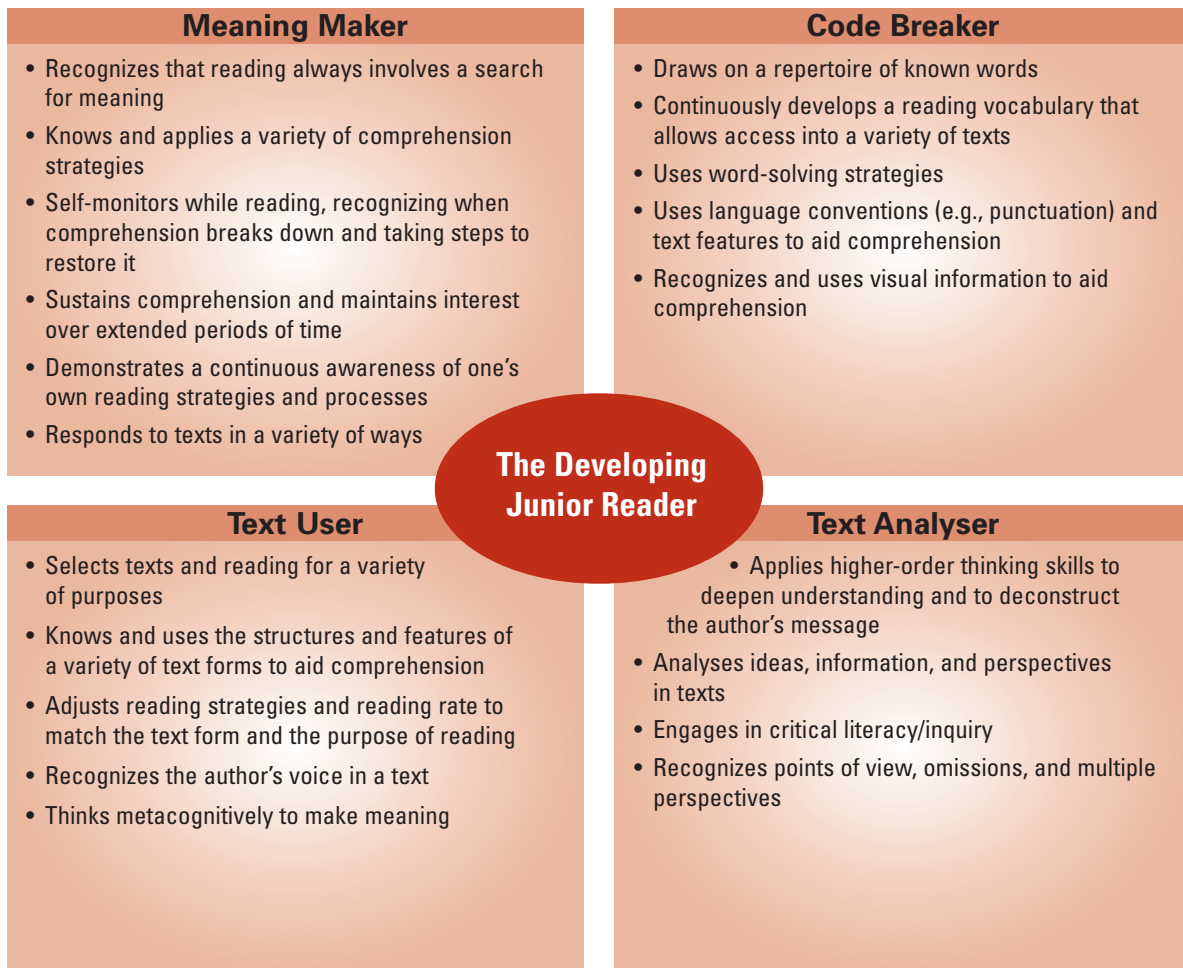 Meaning Maker
• Recognizes that reading always involves a search
for meaning
• Knows and applies a variety of comprehension
strategies
• Self-monitors while reading, recognizing when
comprehension breaks down and taking steps to
restore it
• Sustains comprehension and maintains interest
over extended periods of time
• Demonstrates a continuous awareness of one’s
own reading strategies and processes
• Responds to texts in a variety of ways
Code Breaker
• Draws on a repertoire of known words
• Continuously develops a reading vocabulary that
allows access into a variety of texts
• Uses word-solving strategies
• Uses language conventions (e.g., punctuation) and
text features to aid comprehension
• Recognizes and uses visual information to aid
comprehension
The Developing
Junior Reader
Text User
• Selects texts and reading for a variety
of purposes
• Knows and uses the structures and features of
a variety of text forms to aid comprehension
• Adjusts reading strategies and reading rate to
match the text form and the purpose of reading
• Recognizes the author’s voice in a text
• Thinks metacognitively to make meaning
Text Analyser
• Applies higher-order thinking skills to
deepen understanding and to deconstruct
the author’s message
• Analyses ideas, information, and perspectives
in texts
• Engages in critical literacy/inquiry
• Recognizes points of view, omissions, and multiple
perspectives